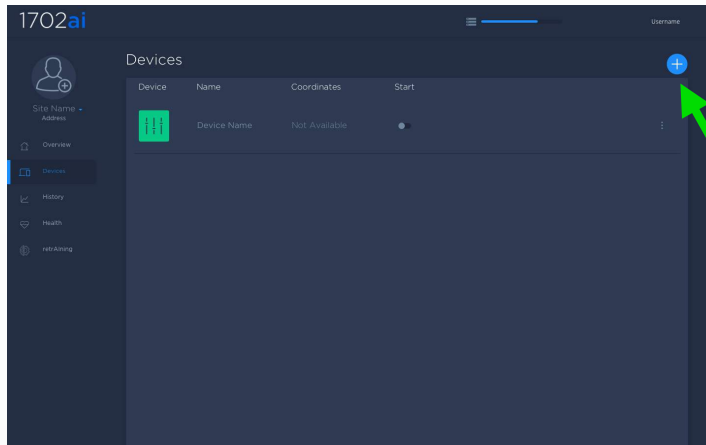 1702ai
Username
Site Name
Address
Overview
Devices
History
Health
retrAIning
Devices
Device Name Coordinates Start
Device Name Not Available